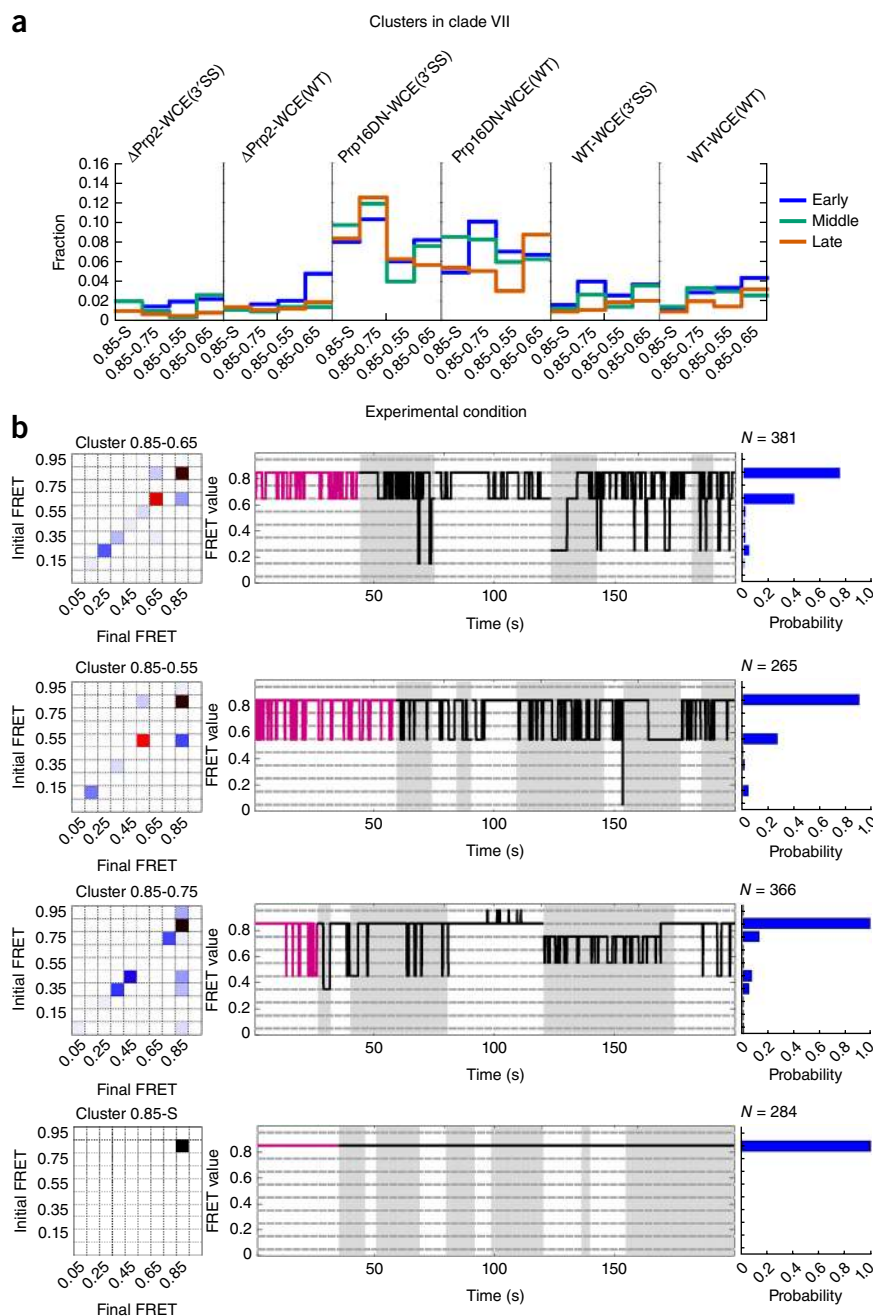 a
Clusters in clade VII
ΔPrp2-WCE(3′SS)
ΔPrp2-WCE(WT)
Prp16DN-WCE(3′SS)
Prp16DN-WCE(WT)
WT-WCE(3′SS)
WT-WCE(WT)
0.16
0.14
0.12
0.10
0.08
0.06
0.04
0.02
0
Fraction
Early
Middle
Late
0.85-S 0.85-0.75 0.85-0.55 0.85-0.65 0.85-S 0.85-0.75 0.85-0.55 0.85-0.65 0.85-S 0.85-0.75 0.85-0.55 0.85-0.65 0.85-S 0.85-0.75 0.85-0.55 0.85-0.65 0.85-S 0.85-0.75 0.85-0.55 0.85-0.65 0.85-S 0.85-0.75 0.85-0.55 0.85-0.65
Experimental condition
b
Cluster 0.85-0.65
Initial FRET
0.95
0.75
0.55
0.35
0.15
0.05 0.25 0.45 0.65 0.85
Final FRET
FRET value
0.8
0.6
0.4
0.2
0
50 100 150
Time (s)
N = 381
0 0.2 0.4 0.6 0.8 1.0
Probability
Cluster 0.85-0.55
Initial FRET
0.95
0.75
0.55
0.35
0.15
0.05 0.25 0.45 0.65 0.85
Final FRET
FRET value
0.8
0.6
0.4
0.2
0
50 100 150
Time (s)
N = 265
0 0.2 0.4 0.6 0.8 1.0
Probability
Cluster 0.85-0.75
Initial FRET
0.95
0.75
0.55
0.35
0.15
0.05 0.25 0.45 0.65 0.85
Final FRET
FRET value
0.8
0.6
0.4
0.2
0
50 100 150
Time (s)
N = 366
0 0.2 0.4 0.6 0.8 1.0
Probability
Cluster 0.85-S
Initial FRET
0.95
0.75
0.55
0.35
0.15
0.05 0.25 0.45 0.65 0.85
Final FRET
FRET value
0.8
0.6
0.4
0.2
0
50 100 150
Time (s)
N = 284
0 0.2 0.4 0.6 0.8 1.0
Probability